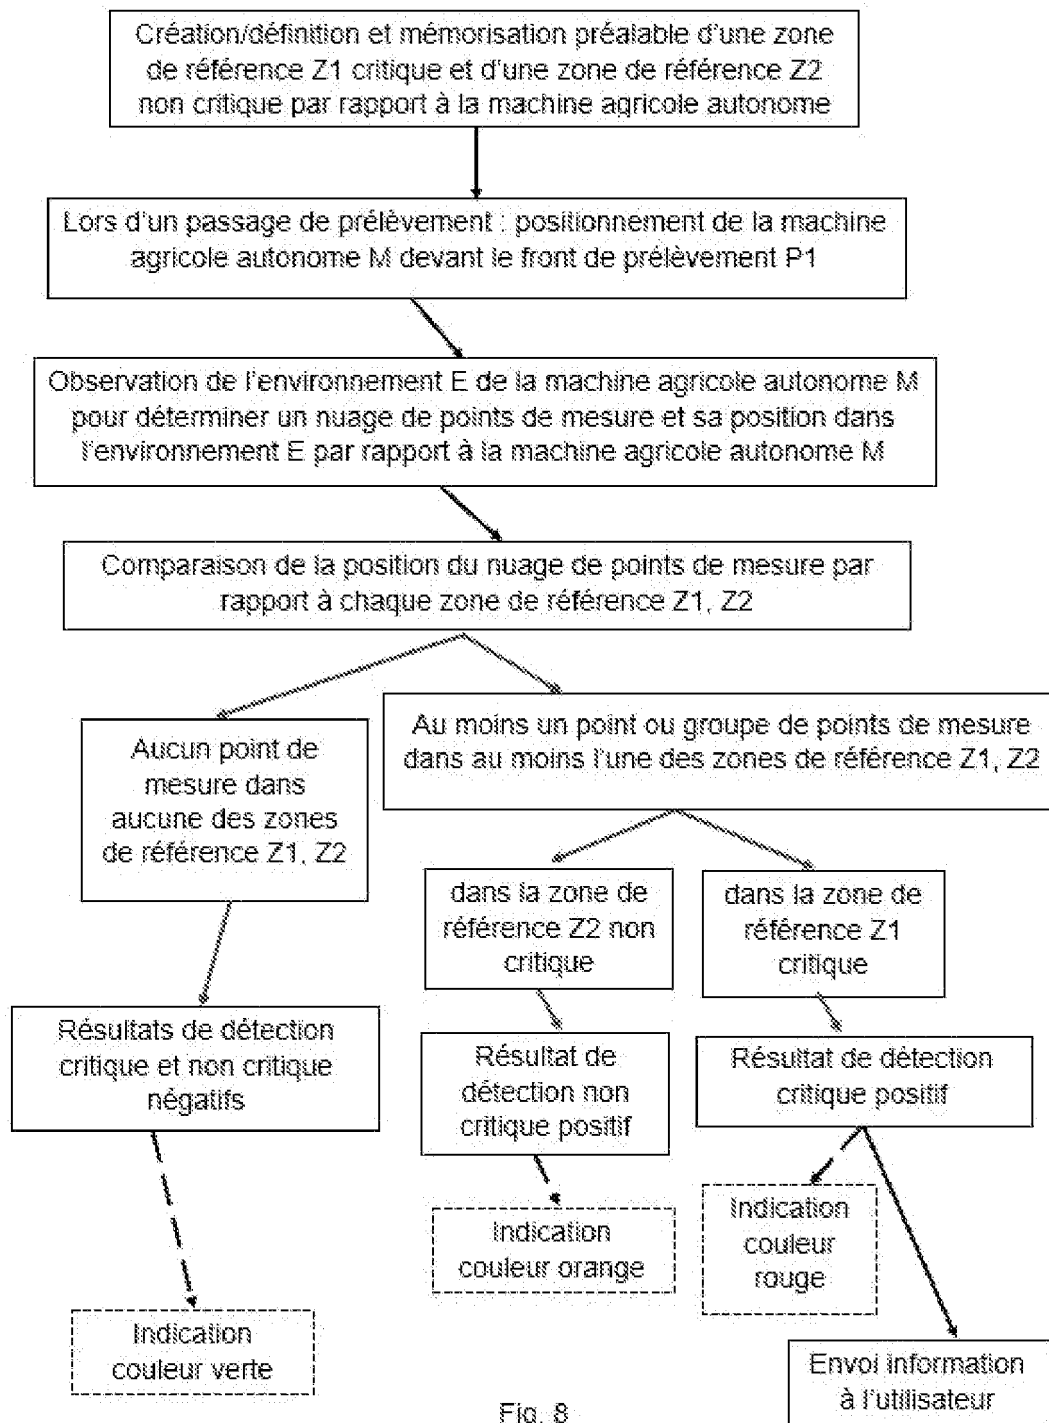 Création/définition et mémorisation préalable d'une zone
de référence Z1 critique et d'une zone de référence Z2
non critique par rapport à la machine agricole autonome
Lors d'un passage de prélèvement : positionnement de la machine
agricole autonome M devant le front de prélèvement P1
Observation de l'environnement E de la machine agricole autonome M
pour déterminer un nuage de points de mesure et sa position dans
l'environnement E par rapport à la machine agricole autonome M
Comparaison de la position du nuage de points de mesure par
rapport à chaque zone de référence Z1, Z2
Aucun point de
mesure dans
aucune des zones
de référence Z1, Z2
Au moins un point ou groupe de points de mesure
dans au moins l'une des zones de référence Z1, Z2
dans la zone de
référence Z2 non
critique
dans la zone de
référence Z1
critique
Résultats de détection
critique et non critique
négatifs
Résultat de
détection non
critique positif
Résultat de détection
critique positif
Indication
couleur verte
Indication
couleur orange
Indication
couleur
rouge
Envoi information
à l'utilisateur
Fig. 8